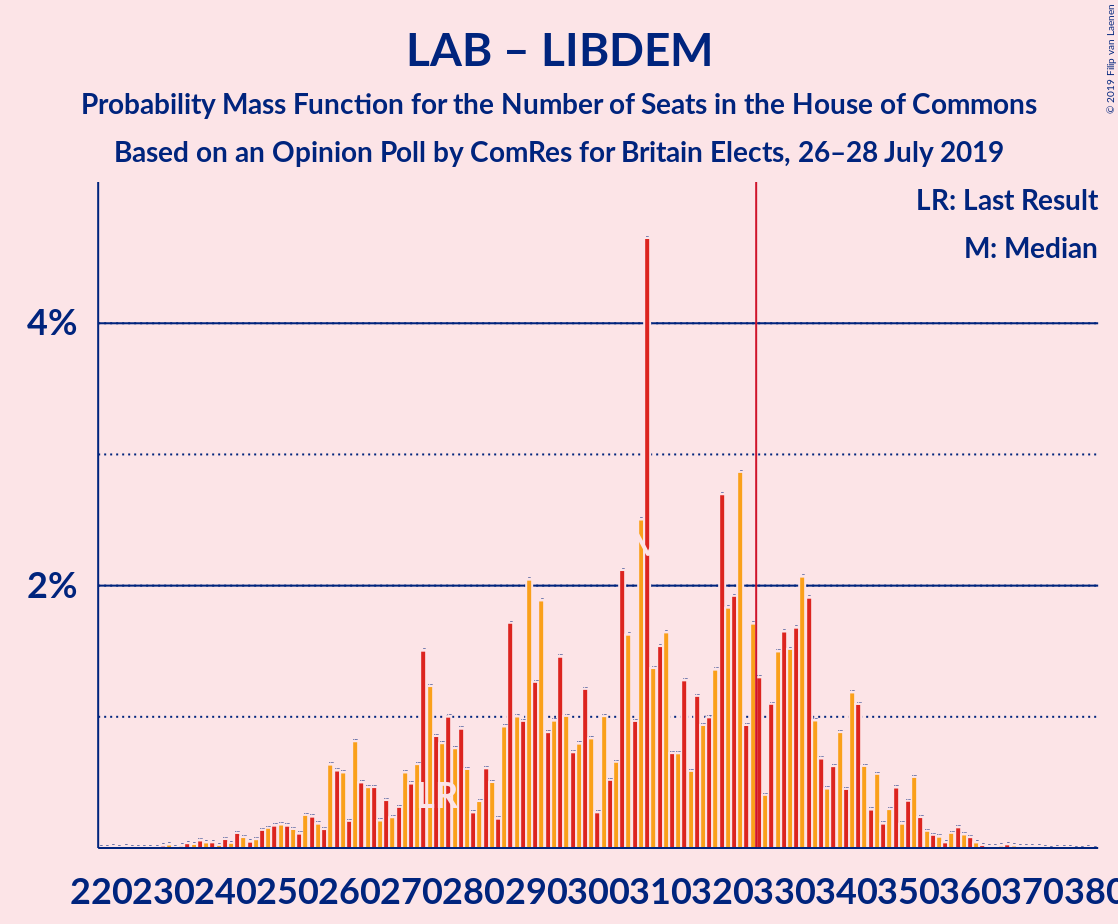 LAB – LIBDEM
Probability Mass Function for the Number of Seats in the House of Commons
Based on an Opinion Poll by ComRes for Britain Elects, 26–28 July 2019
© 2019 Filip van Laenen
LR: Last Result
M: Median
4%
2%
LR
220230240250260270280290300310320330340350360370380